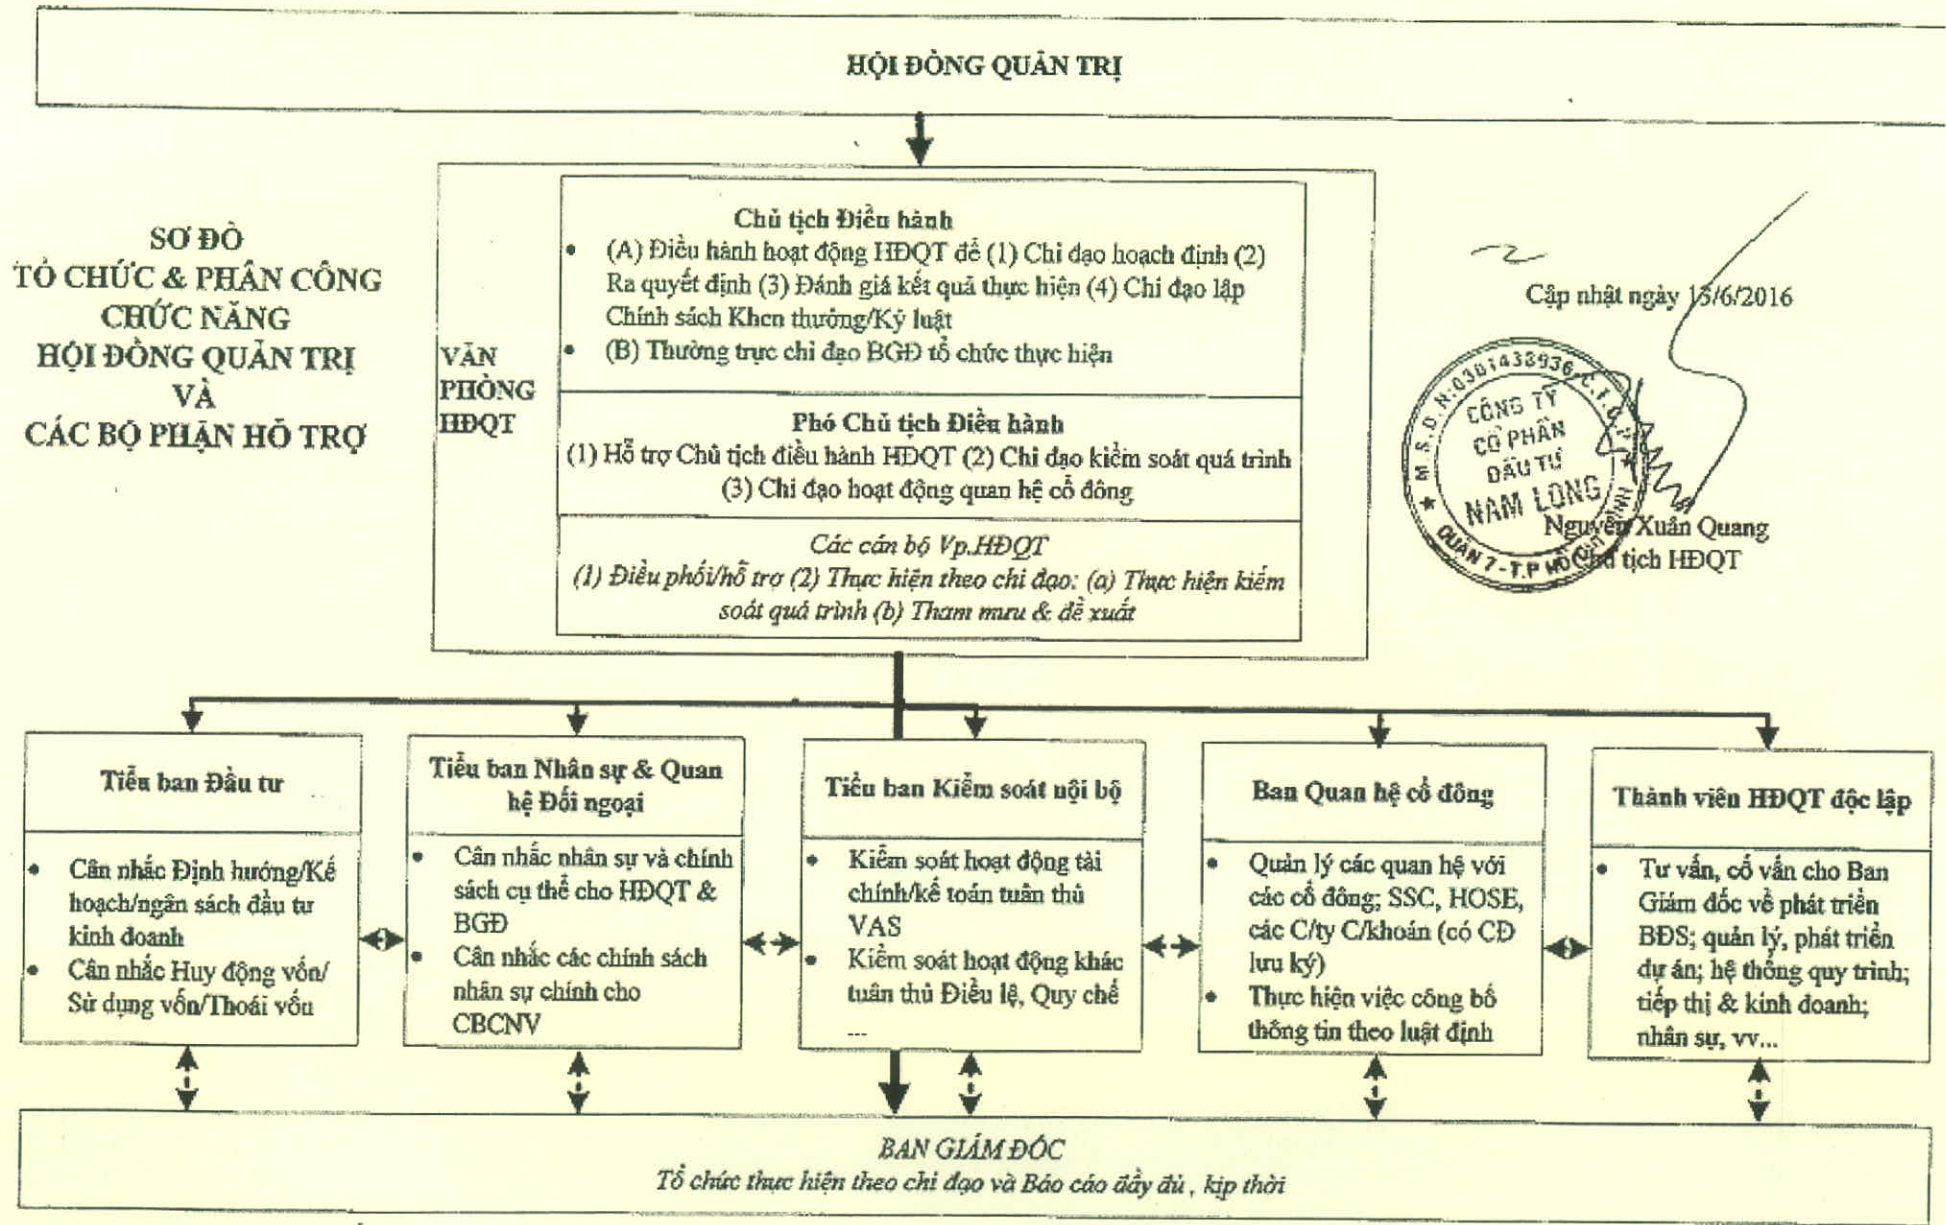 HỘI ĐỒNG QUẢN TRỊ
SƠ ĐỒ
TỔ CHỨC & PHÂN CÔNG
CHỨC NĂNG
HỘI ĐỒNG QUẢN TRỊ
VÀ
CÁC BỘ PHẬN HỖ TRỢ
VĂN
PHÒNG
HĐQT
Chủ tịch Điều hành
• (A) Điều hành hoạt động HĐQT để (1) Chỉ đạo hoạch định (2)
Ra quyết định (3) Đánh giá kết quả thực hiện (4) Chỉ đạo lập
Chính sách Khen thưởng/Kỷ luật
• (B) Thường trực chỉ đạo BGĐ tổ chức thực hiện
Phó Chủ tịch Điều hành
(1) Hỗ trợ Chủ tịch điều hành HĐQT (2) Chỉ đạo kiểm soát quá trình
(3) Chỉ đạo hoạt động quan hệ cổ đông
Các cán bộ Vp.HĐQT
(1) Điều phối/hỗ trợ (2) Thực hiện theo chỉ đạo: (a) Thực hiện kiểm
soát quá trình (b) Tham mưu & đề xuất
Cập nhật ngày 15/6/2016
M.S.D.N:0301438936-C.T.C.P
CÔNG TY
CỔ PHẦN
ĐẦU TƯ
NAM LONG
QUẬN 7-T.P HỒ CHÍ MINH
Nguyễn Xuân Quang
Chủ tịch HĐQT
Tiểu ban Đầu tư
• Cân nhắc Định hướng/Kế
hoạch/ngân sách đầu tư
kinh doanh
• Cân nhắc Huy động vốn/
Sử dụng vốn/Thoái vốn
Tiểu ban Nhân sự & Quan
hệ Đối ngoại
• Cân nhắc nhân sự và chính
sách cụ thể cho HĐQT &
BGĐ
• Cân nhắc các chính sách
nhân sự chính cho
CBCNV
Tiểu ban Kiểm soát nội bộ
• Kiểm soát hoạt động tài
chính/kế toán tuân thủ
VAS
• Kiểm soát hoạt động khác
tuân thủ Điều lệ, Quy chế
...
Ban Quan hệ cổ đông
• Quản lý các quan hệ với
các cổ đông; SSC, HOSE,
các C/ty C/khoán (có CĐ
lưu ký)
• Thực hiện việc công bố
thông tin theo luật định
Thành viên HĐQT độc lập
• Tư vấn, cố vấn cho Ban
Giám đốc về phát triển
BĐS; quản lý, phát triển
dự án; hệ thống quy trình;
tiếp thị & kinh doanh;
nhân sự, vv...
BAN GIÁM ĐỐC
Tổ chức thực hiện theo chỉ đạo và Báo cáo đầy đủ , kịp thời